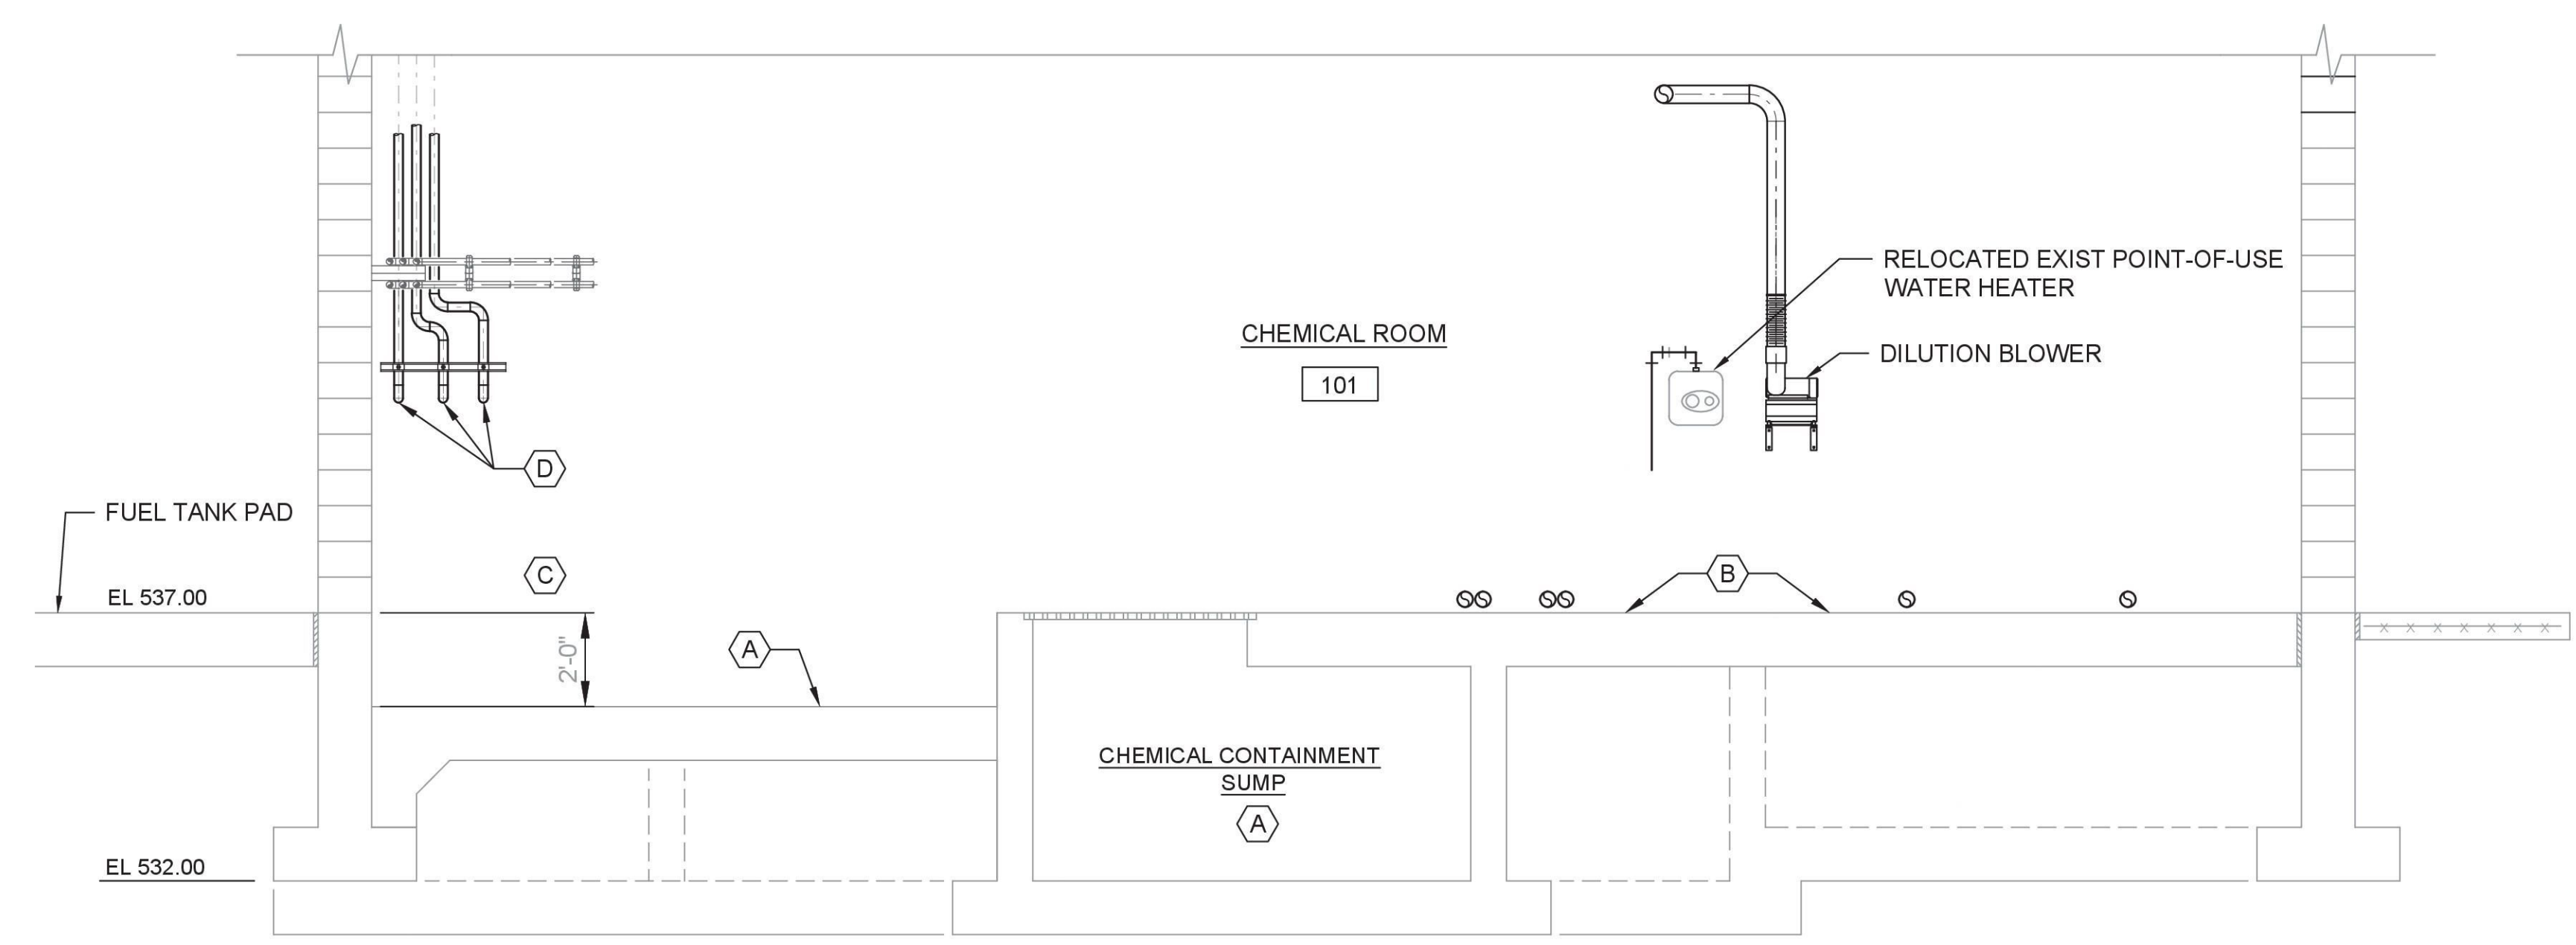 RELOCATED EXIST POINT-OF-USE
WATER HEATER
CHEMICAL ROOM
101
DILUTION BLOWER
D
FUEL TANK PAD
C
B
EL 537.00
A
2'-0"
x x x x x x x
CHEMICAL CONTAINMENT
SUMP
A
EL 532.00